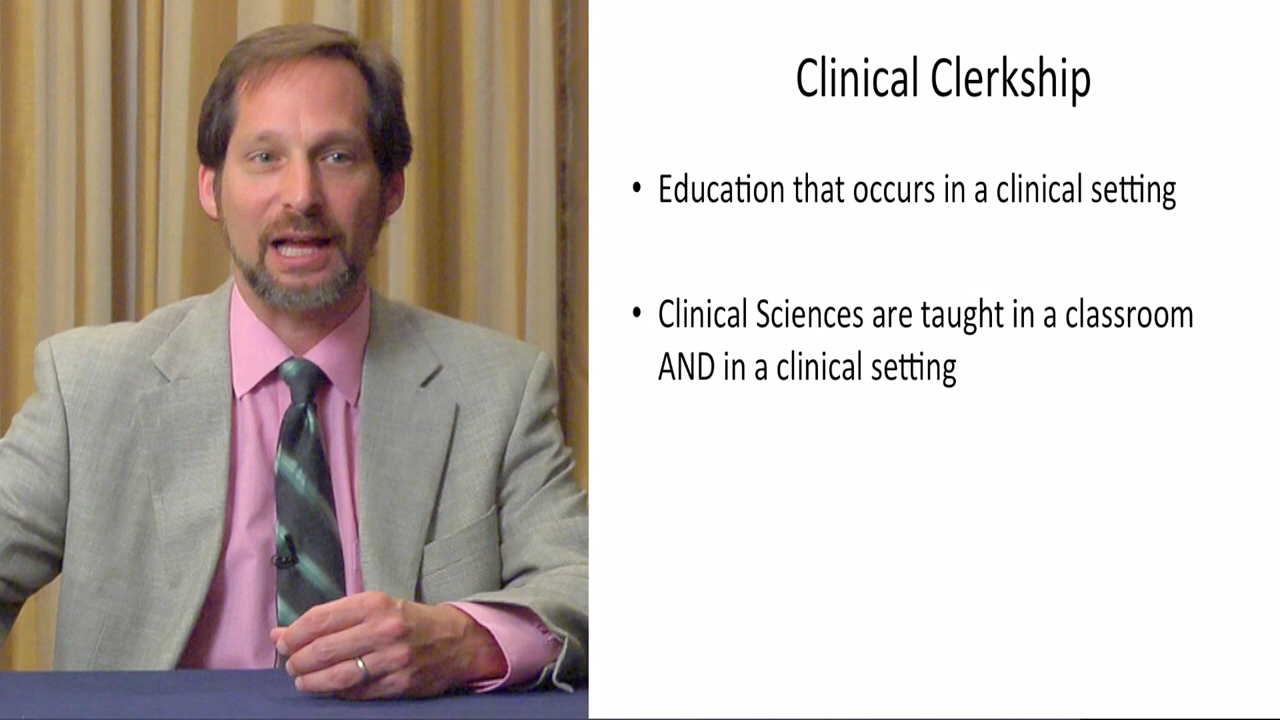 Clinical Clerkship
• Education that occurs in a clinical setting
• Clinical Sciences are taught in a classroom
AND in a clinical setting